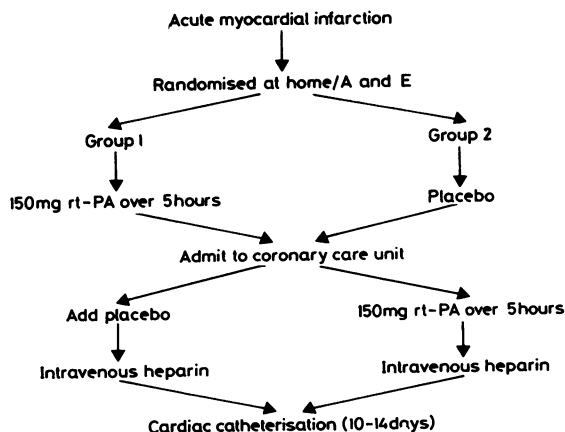 Acute myocardial infarction
Randomised at home/A and E
Group 1
Group 2
150mg rt-PA over 5hours
Placebo
Admit to coronary care unit
Add placebo
150mg rt-PA over 5hours
Intravenous heparin
Intravenous heparin
Cardiac catheterisation (10-14dnys)